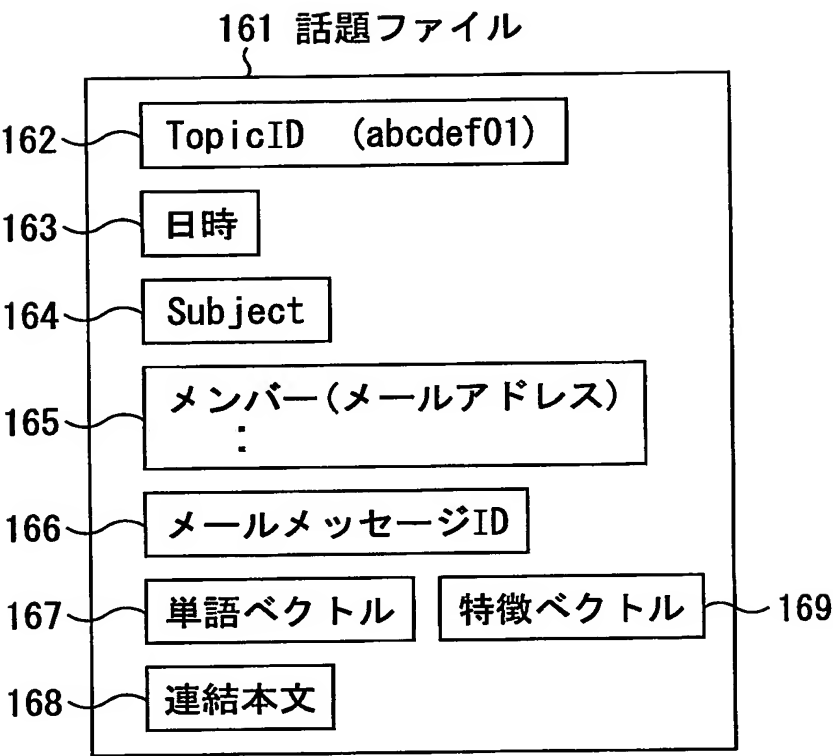 161 話題ファイル
162 TopicID (abcdef01)
163 日時
164 Subject
165 メンバー(メールアドレス)
:
166 メールメッセージID
167 単語ベクトル 特徴ベクトル 169
168 連結本文